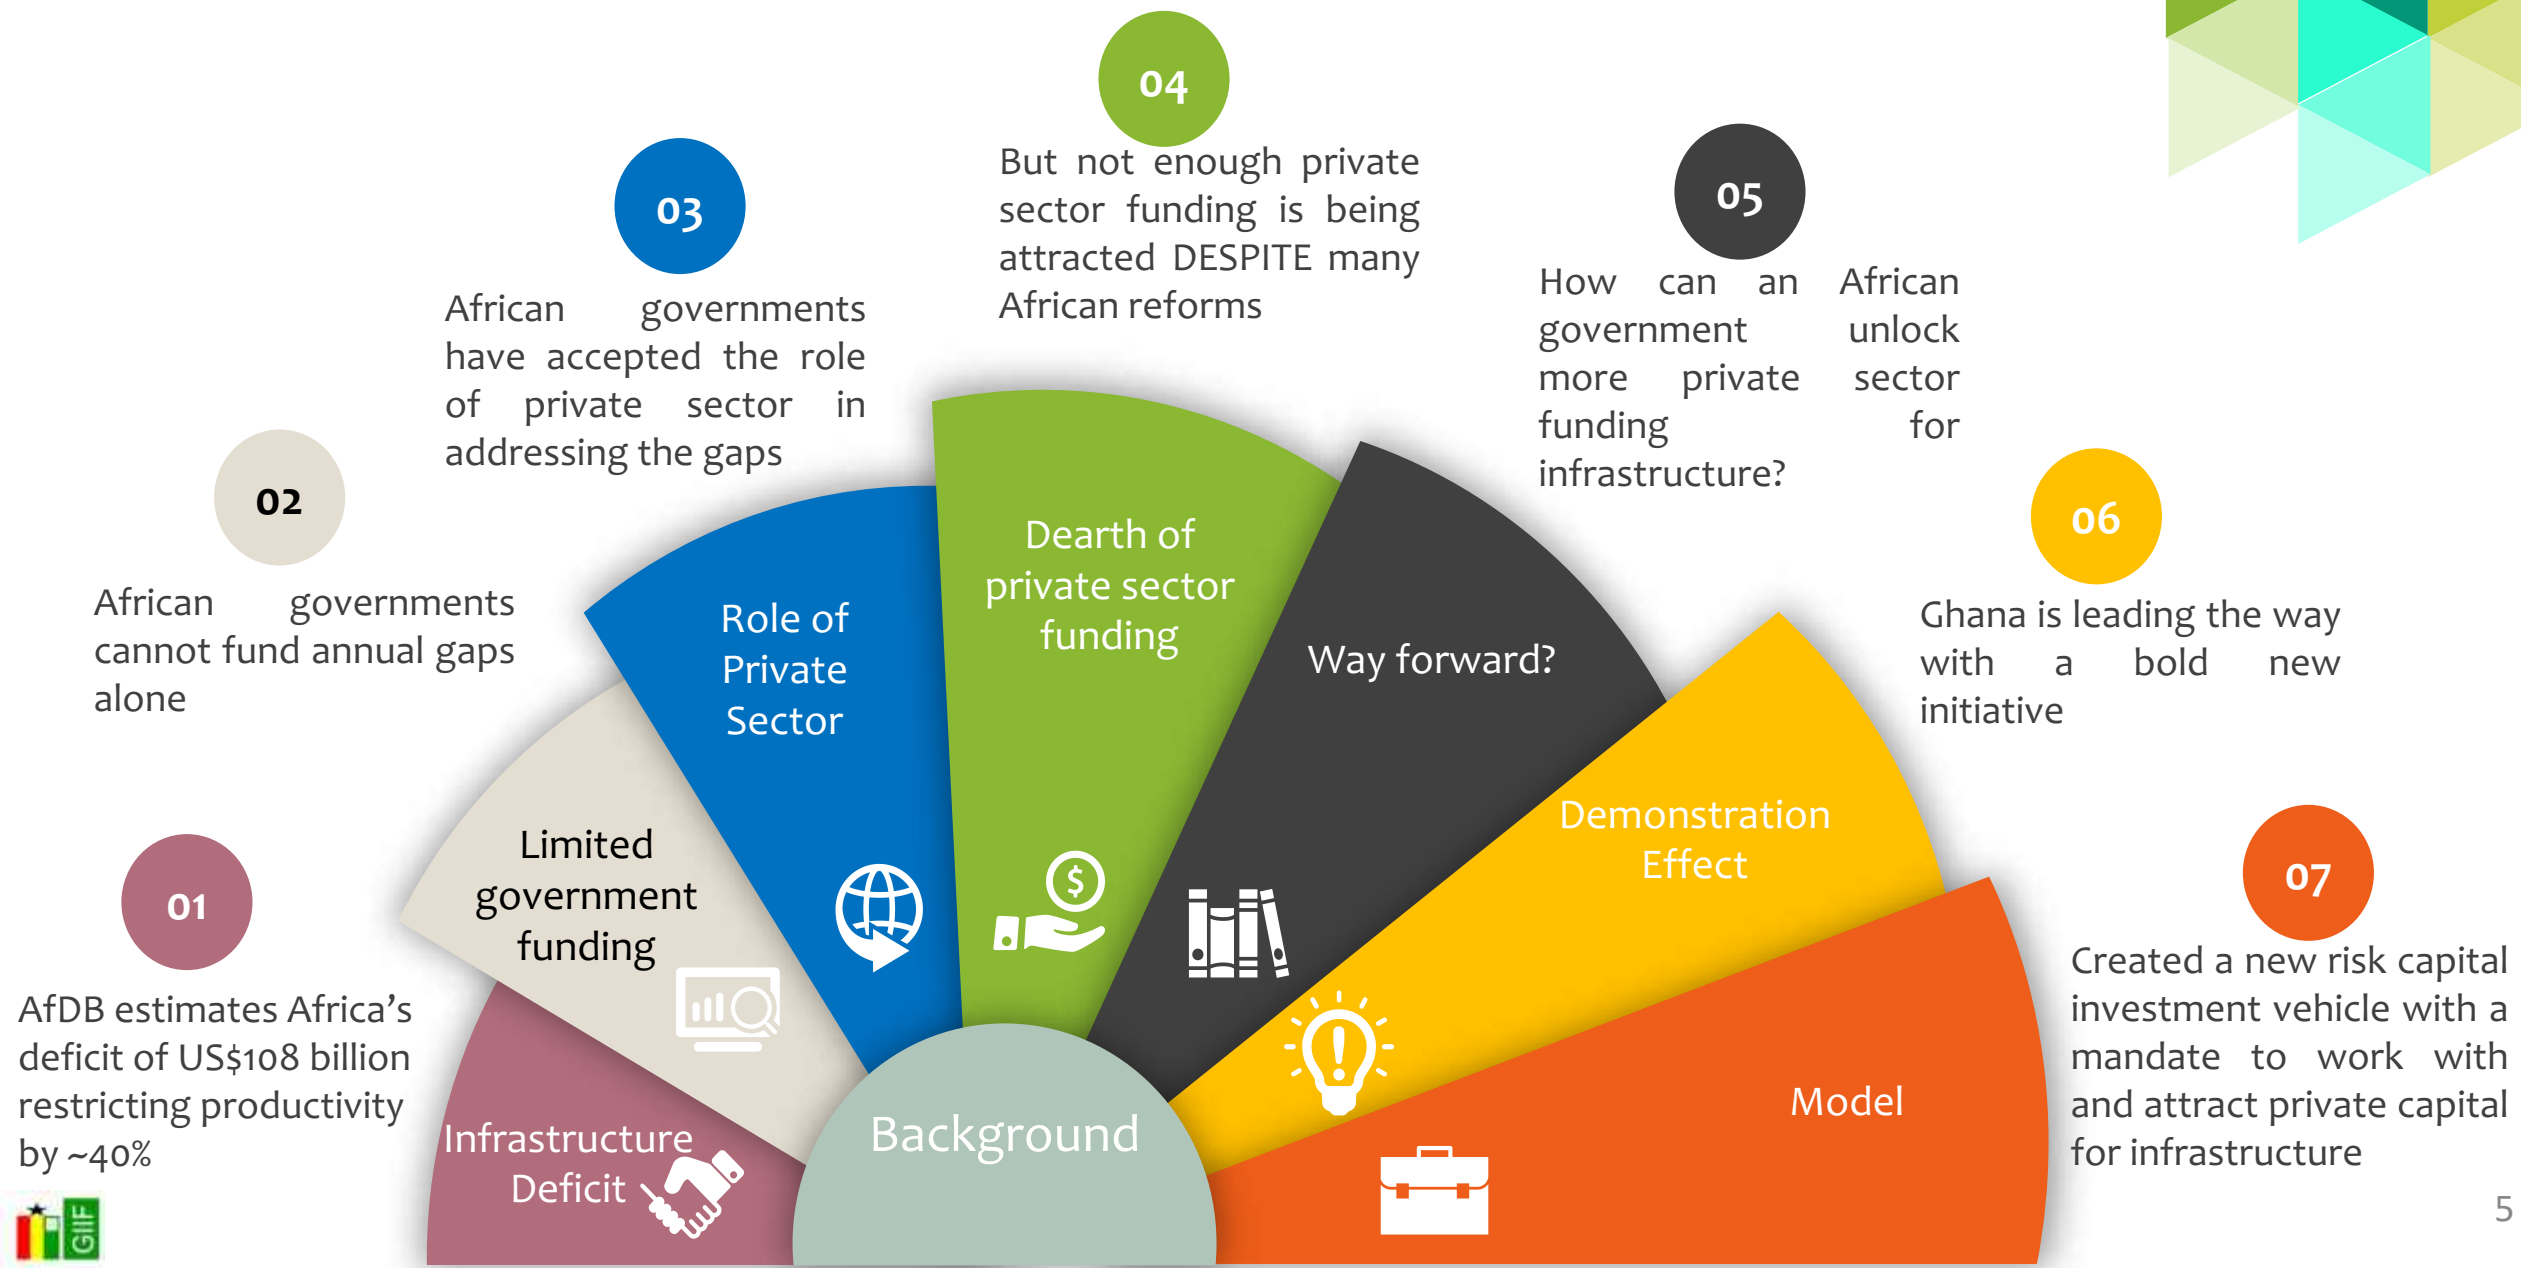 01
AfDB estimates Africa’s
deficit of US$108 billion
restricting productivity
by ~40%
02
African governments
cannot fund annual gaps
alone
03
African governments
have accepted the role
of private sector in
addressing the gaps
04
But not enough private
sector funding is being
attracted DESPITE many
African reforms
05
How can an African
government unlock
more private sector
funding for
infrastructure?
06
Ghana is leading the way
with a bold new
initiative
07
Created a new risk capital
investment vehicle with a
mandate to work with
and attract private capital
for infrastructure
Infrastructure
Deficit
Limited
government
funding
Role of
Private
Sector
Dearth of
private sector
funding
Way forward?
Demonstration
Effect
Model
Background
GIIF
5